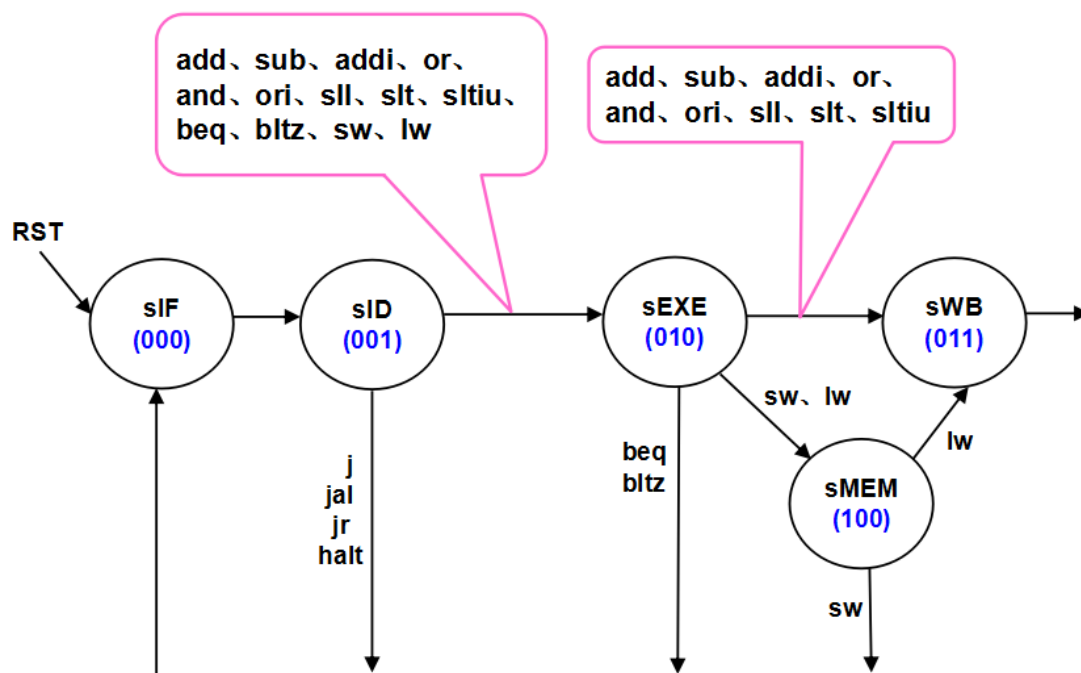 add、sub、addi、or、
and、ori、sll、slt、sltiu、
beq、bltz、sw、lw
add、sub、addi、or、
and、ori、sll、slt、sltiu
RST
sIF
(000)
sID
(001)
sEXE
(010)
sWB
(011)
sw、lw
lw
j
jal
jr
halt
beq
bltz
sMEM
(100)
sw